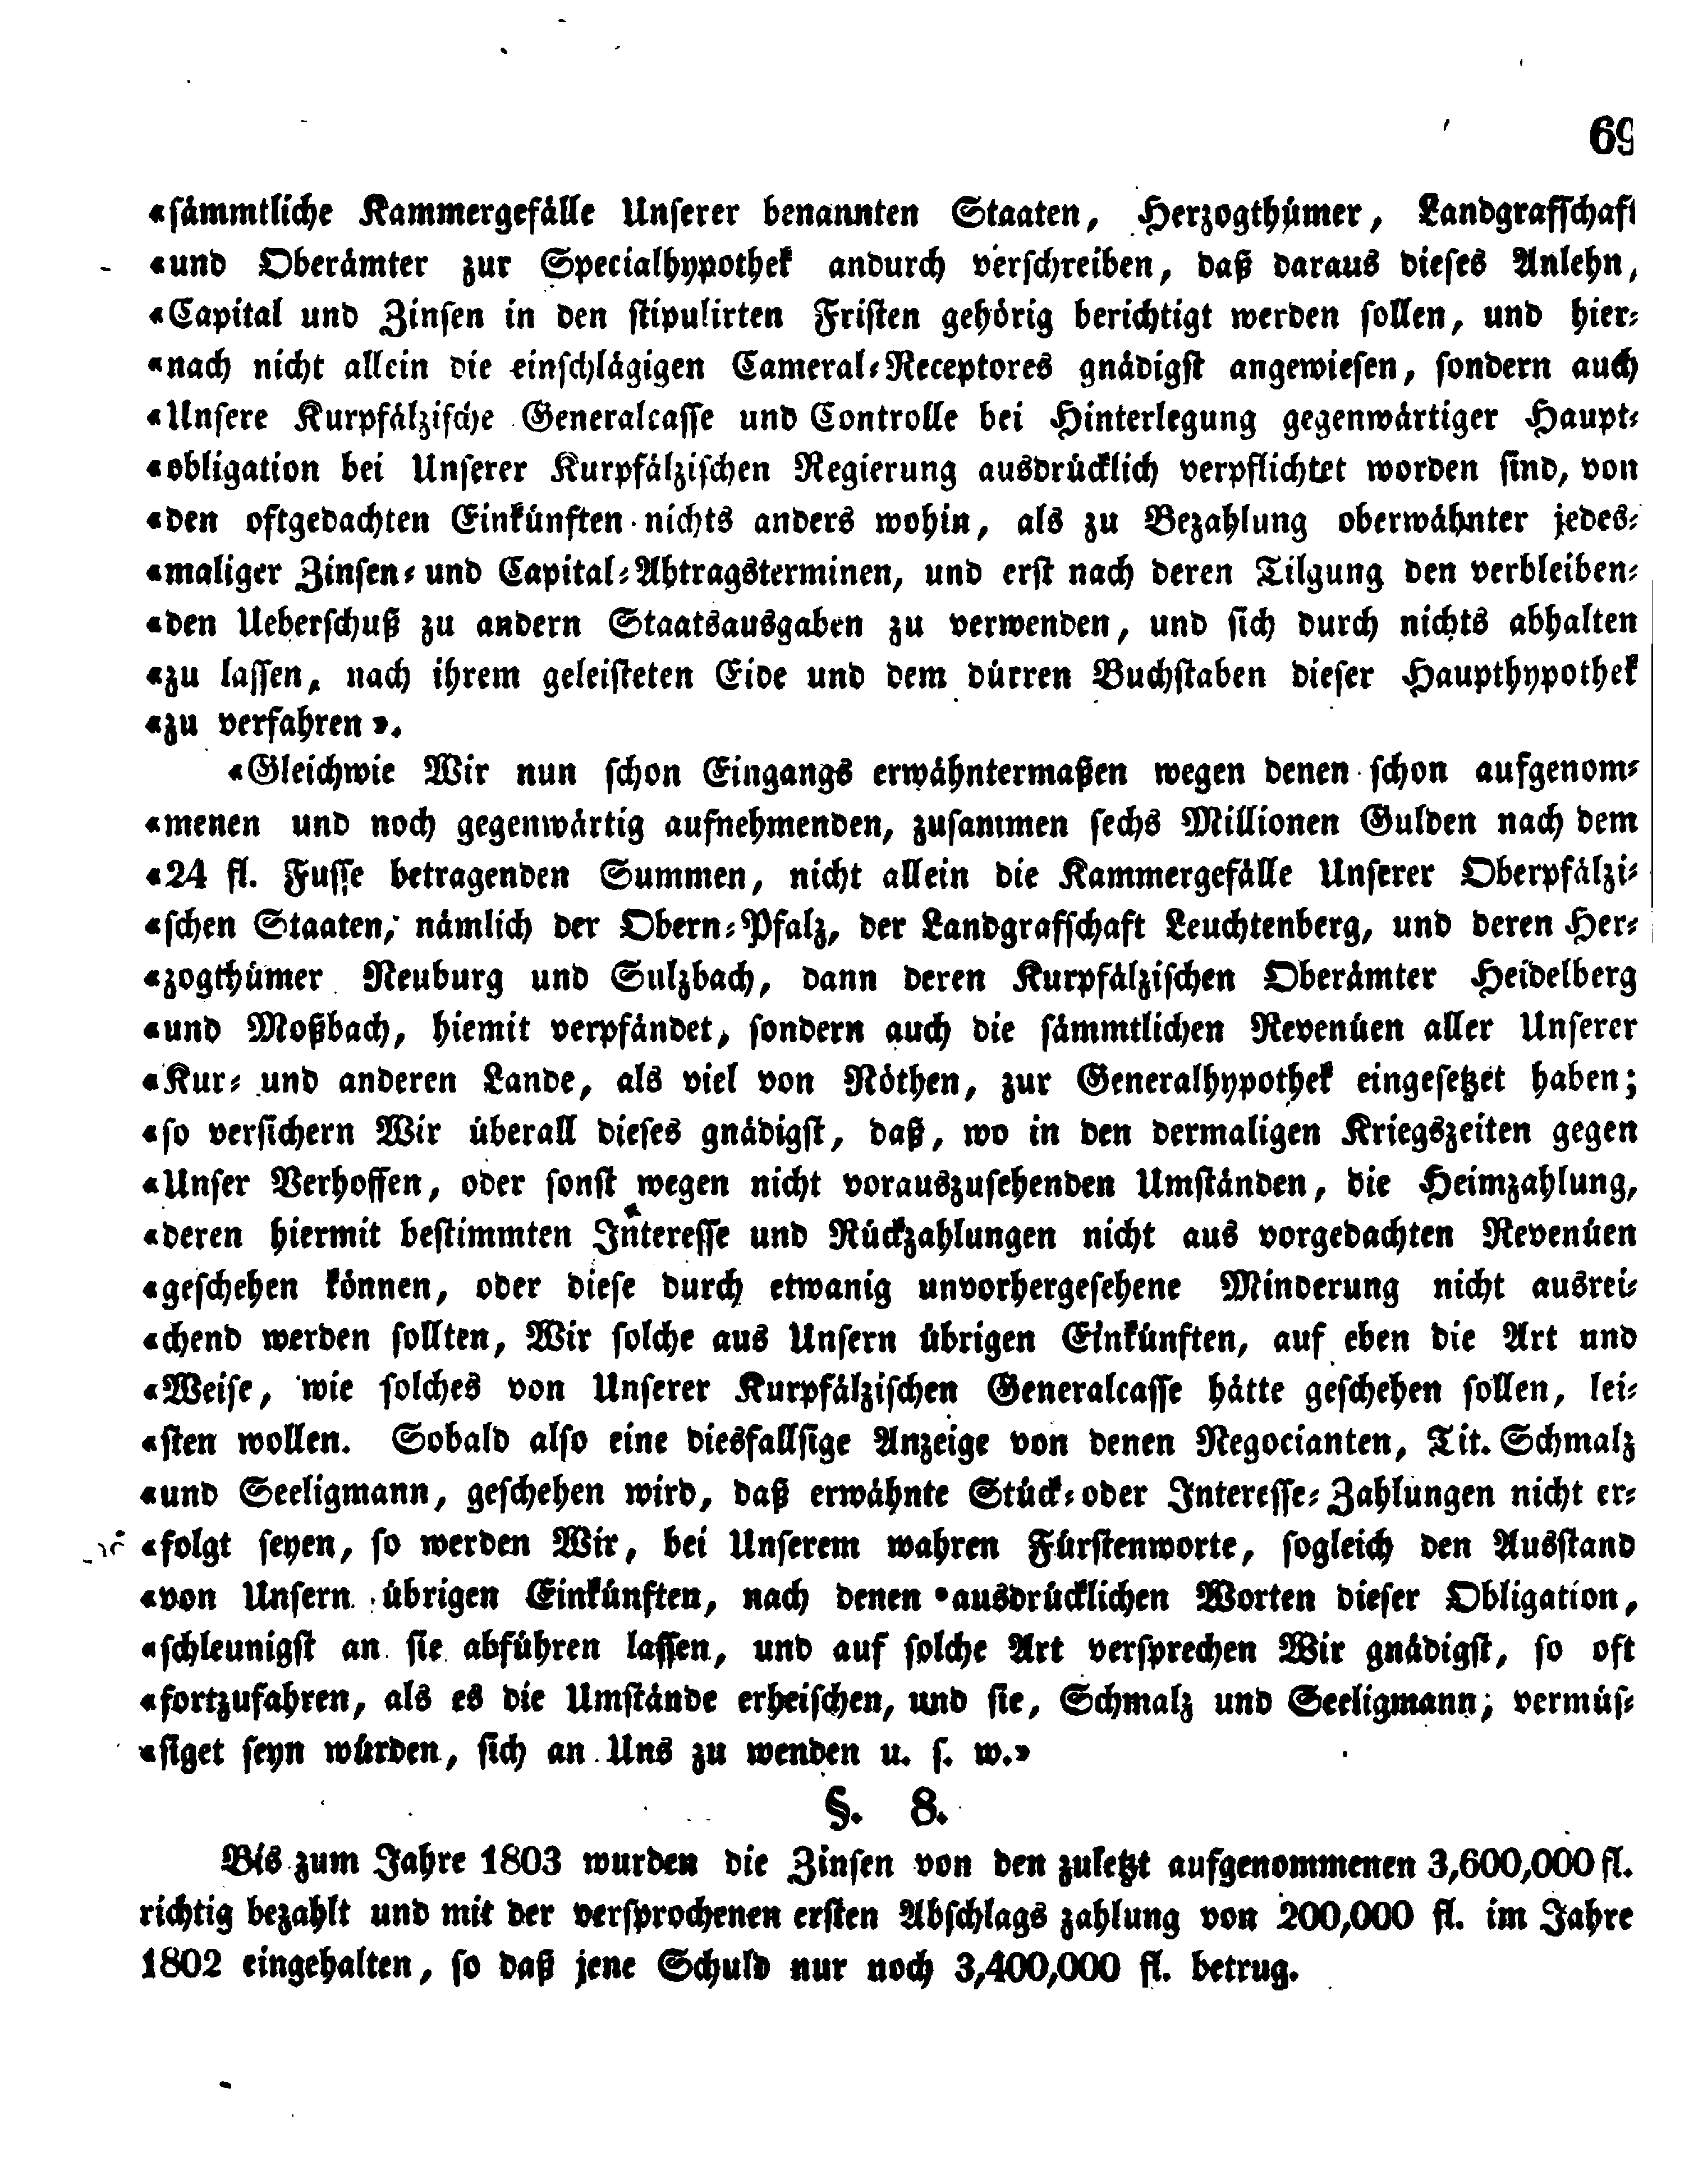 69
«sämmtliche Kammergefälle Unserer benannten Staaten, Herzogthümer, Landgrafschaft
«und Oberämter zur Specialhypothek andurch verschreiben, daß daraus dieses Anlehn,
«Capital und Zinsen in den stipulirten Fristen gehörig berichtigt werden sollen, und hier-
«nach nicht allein die einschlägigen Cameral-Receptores gnädigst angewiesen, sondern auch
«Unsere Kurpfälzische Generalcasse und Controlle bei Hinterlegung gegenwärtiger Haupt-
«obligation bei Unserer Kurpfälzischen Regierung ausdrücklich verpflichtet worden sind, von
«den oftgedachten Einkünften nichts anders wohin, als zu Bezahlung oberwähnter jedes-
«maliger Zinsen- und Capital-Abtragsterminen, und erst nach deren Tilgung den verbleiben-
«den Ueberschuß zu andern Staatsausgaben zu verwenden, und sich durch nichts abhalten
«zu lassen, nach ihrem geleisteten Eide und dem dürren Buchstaben dieser Haupthypothek
«zu verfahren».
«Gleichwie Wir nun schon Eingangs erwähntermaßen wegen denen schon aufgenom-
«menen und noch gegenwärtig aufnehmenden, zusammen sechs Millionen Gulden nach dem
«24 fl. Fusse betragenden Summen, nicht allein die Kammergefälle Unserer Oberpfälzi-
«schen Staaten, nämlich der Obern-Pfalz, der Landgrafschaft Leuchtenberg, und deren Her-
«zogthümer Neuburg und Sulzbach, dann deren Kurpfälzischen Oberämter Heidelberg
«und Moßbach, hiemit verpfändet, sondern auch die sämmtlichen Revenüen aller Unserer
«Kur- und anderen Lande, als viel von Nöthen, zur Generalhypothek eingesetzet haben;
«so versichern Wir überall dieses gnädigst, daß, wo in den dermaligen Kriegszeiten gegen
«Unser Verhoffen, oder sonst wegen nicht vorauszusehenden Umständen, die Heimzahlung,
«deren hiermit bestimmten Interesse und Rückzahlungen nicht aus vorgedachten Revenüen
«geschehen können, oder diese durch etwanig unvorhergesehene Minderung nicht ausrei-
«chend werden sollten, Wir solche aus Unsern übrigen Einkünften, auf eben die Art und
«Weise, wie solches von Unserer Kurpfälzischen Generalcasse hätte geschehen sollen, lei-
«sten wollen. Sobald also eine diesfallsige Anzeige von denen Negocianten, Tit. Schmalz
«und Seeligmann, geschehen wird, daß erwähnte Stück- oder Interesse-Zahlungen nicht er-
«folgt seyen, so werden Wir, bei Unserem wahren Fürstenworte, sogleich den Ausstand
«von Unsern übrigen Einkünften, nach denen ausdrücklichen Worten dieser Obligation,
«schleunigst an sie abführen lassen, und auf solche Art versprechen Wir gnädigst, so oft
«fortzufahren, als es die Umstände erheischen, und sie, Schmalz und Seeligmann, vermüs-
«siget seyn würden, sich an Uns zu wenden u. s. w.»
§. 8.
Bis zum Jahre 1803 wurden die Zinsen von den zuletzt aufgenommenen 3,600,000 fl.
richtig bezahlt und mit der versprochenen ersten Abschlags zahlung von 200,000 fl. im Jahre
1802 eingehalten, so daß jene Schuld nur noch 3,400,000 fl. betrug.